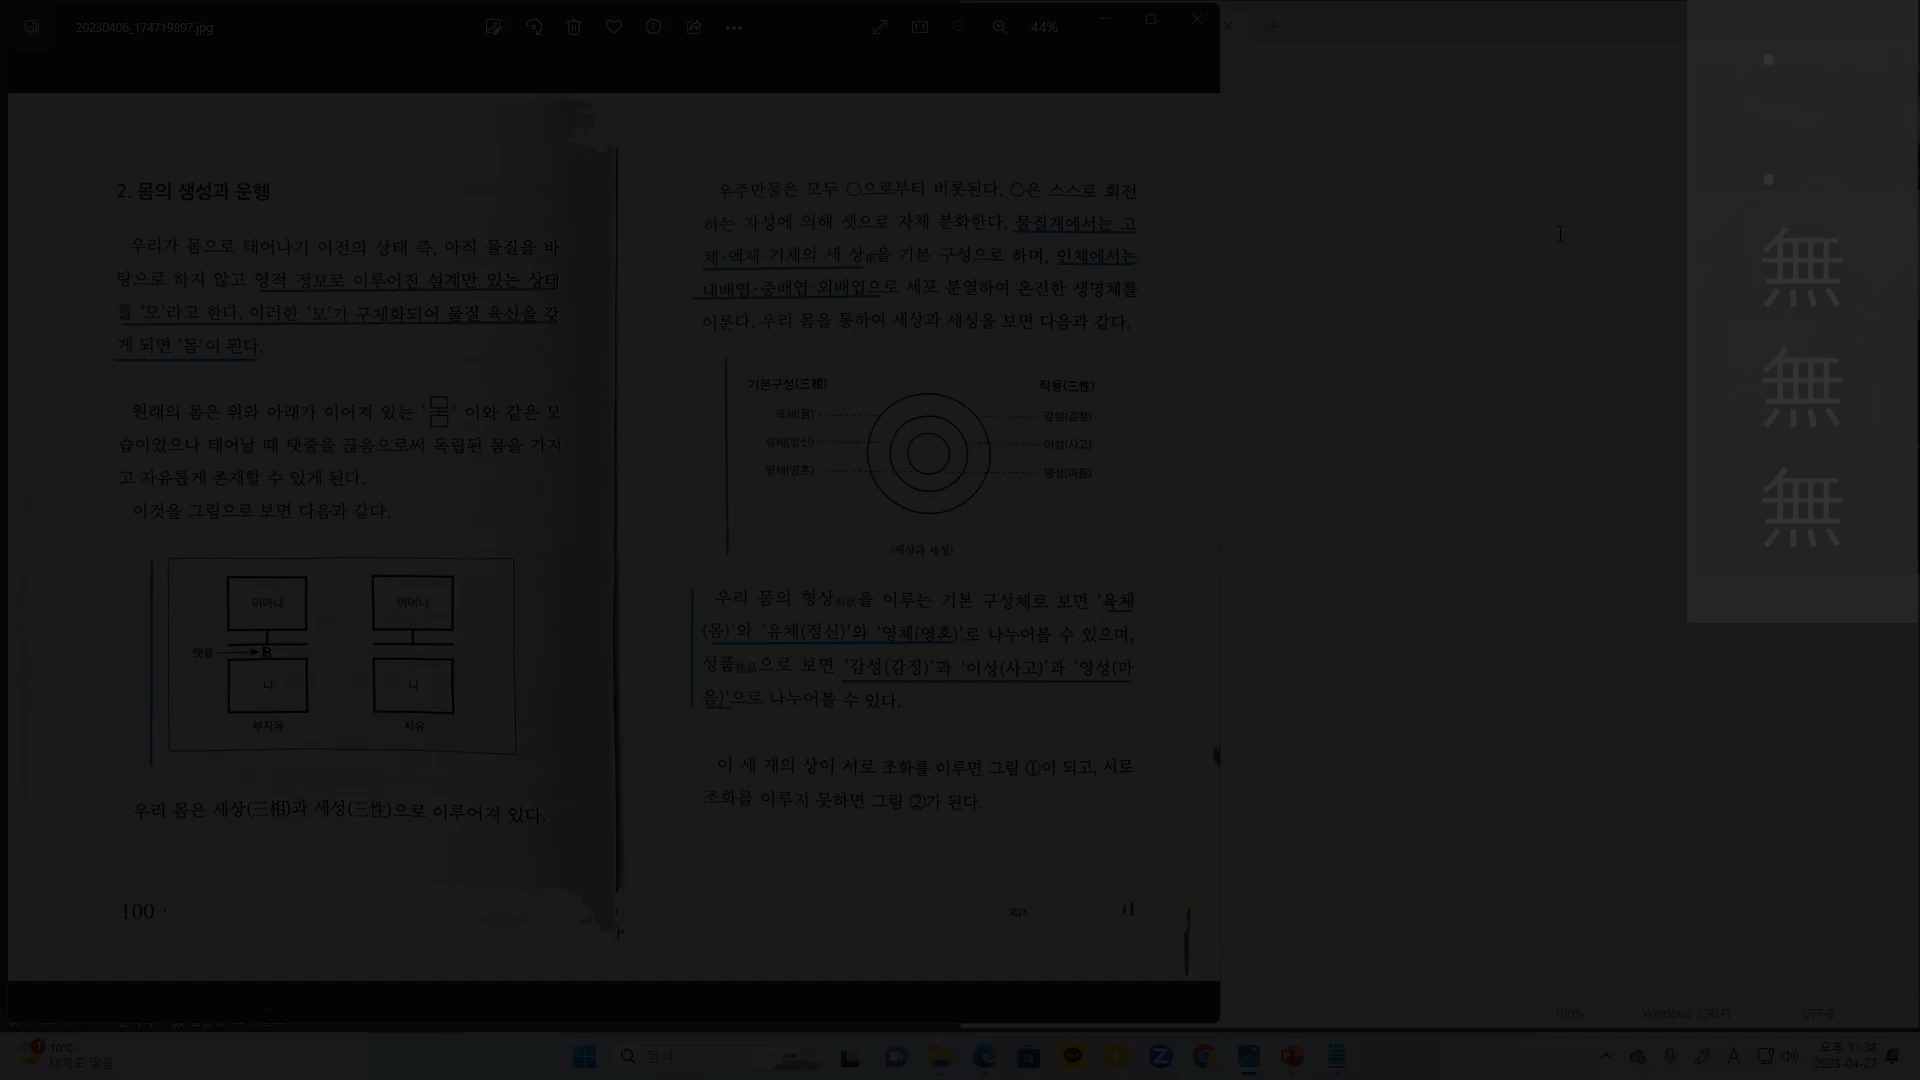 20230406_174719897.jpg
44%
2. 몸의 생성과 운행
우리가 몸으로 태어나기 이전의 상태 즉, 아직 물질을 바
탕으로 하지 않고 영적 정보로 이루어진 설계만 있는 상태
를 '모'라고 한다. 이러한 '모'가 구체화되어 물질 육신을 갖
게 되면 '몸'이 된다.
원래의 몸은 위와 아래가 이어져 있는 ' ' 이와 같은 모
습이었으나 태어날 때 탯줄을 끊음으로써 독립된 몸을 가지
고 자유롭게 존재할 수 있게 된다.
이것을 그림으로 보면 다음과 같다.
어머니 어머니
탯줄
나 나
부자유 자유
우리 몸은 세상(三相)과 세성(三性)으로 이루어져 있다.
100
우주만물은 모두 〇으로부터 비롯된다. 〇은 스스로 회전
하는 자성에 의해 셋으로 자체 분화한다. 물질계에서는 고
체·액체·기체의 세 상相을 기본 구성으로 하며, 인체에서는
내배엽·중배엽·외배엽으로 세포 분열하여 온전한 생명체를
이룬다. 우리 몸을 통하여 세상과 세성을 보면 다음과 같다.
기본구성(三相) 작용(三性)
육체(몸) 감성(감정)
유체(정신) 이성(사고)
영체(영혼) 영성(마음)
(세상과 세성)
우리 몸의 형상形狀을 이루는 기본 구성체로 보면 '육체
(몸)'와 '유체(정신)'와 '영체(영혼)'로 나누어볼 수 있으며,
성품性品으로 보면 '감성(감정)'과 '이성(사고)'과 '영성(마
음)'으로 나누어볼 수 있다.
이 세 개의 상이 서로 조화를 이루면 그림 ①이 되고, 서로
조화를 이루지 못하면 그림 ②가 된다.
無
無
無
100% Windows (CRLF) UTF-8
10°C
대체로 맑음
검색
오후 11:38
2023-04-27